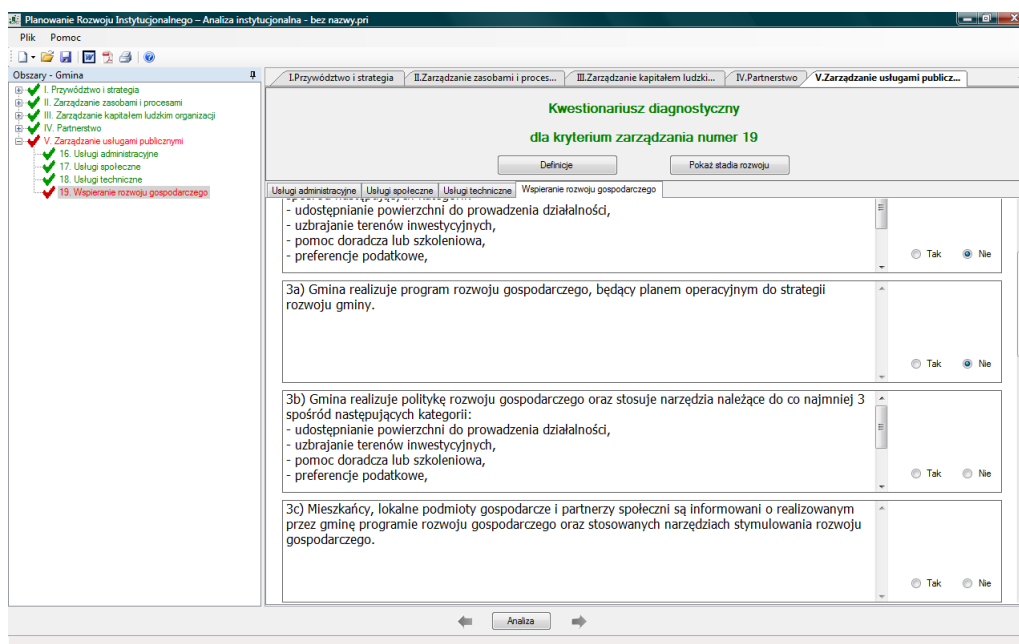 Planowanie Rozwoju Instytucjonalnego – Analiza instytucjonalna - bez nazwy.pri
Plik Pomoc
Obszary - Gmina
I. Przywództwo i strategia
II. Zarządzanie zasobami i procesami
III. Zarządzanie kapitałem ludzkim organizacji
IV. Partnerstwo
V. Zarządzanie usługami publicznymi
16. Usługi administracyjne
17. Usługi społeczne
18. Usługi techniczne
19. Wspieranie rozwoju gospodarczego
I.Przywództwo i strategia II.Zarządzanie zasobami i proces... III.Zarządzanie kapitałem ludzki... IV.Partnerstwo V.Zarządzanie usługami publicz...
Kwestionariusz diagnostyczny
dla kryterium zarządzania numer 19
Definicje Pokaż stadia rozwoju
Usługi administracyjne Usługi społeczne Usługi techniczne Wspieranie rozwoju gospodarczego
- udostępnianie powierzchni do prowadzenia działalności,
- uzbrajanie terenów inwestycyjnych,
- pomoc doradcza lub szkoleniowa,
- preferencje podatkowe,
Tak Nie
3a) Gmina realizuje program rozwoju gospodarczego, będący planem operacyjnym do strategii
rozwoju gminy.
Tak Nie
3b) Gmina realizuje politykę rozwoju gospodarczego oraz stosuje narzędzia należące do co najmniej 3
spośród następujących kategorii:
- udostępnianie powierzchni do prowadzenia działalności,
- uzbrajanie terenów inwestycyjnych,
- pomoc doradcza lub szkoleniowa,
- preferencje podatkowe,
Tak Nie
3c) Mieszkańcy, lokalne podmioty gospodarcze i partnerzy społeczni są informowani o realizowanym
przez gminę programie rozwoju gospodarczego oraz stosowanych narzędziach stymulowania rozwoju
gospodarczego.
Tak Nie
Analiza